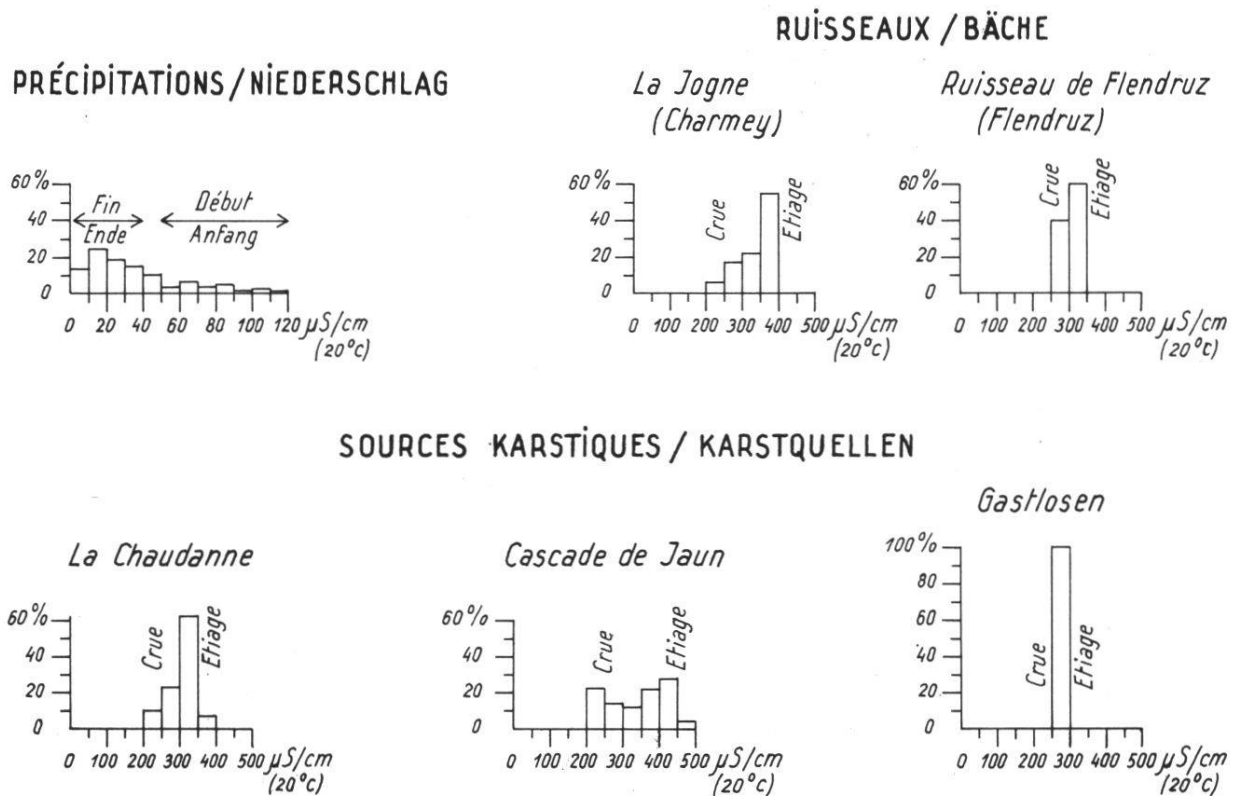 RUISSEAUX / BÄCHE
PRÉCIPITATIONS / NIEDERSCHLAG
La Jogne
(Charmey)
Ruisseau de Flendruz
(Flendruz)
60%
40
20
0
Fin
Ende
Début
Anfang
0 20 40 60 80 100 120 µS/cm
(20°c)
60%
40
20
0
Crue
Etiage
0 100 200 300 400 500 µS/cm
(20°c)
60%
40
20
0
Crue
Etiage
0 100 200 300 400 500 µS/cm
(20°c)
SOURCES KARSTIQUES / KARSTQUELLEN
La Chaudanne
60%
40
20
0
Crue
Etiage
0 100 200 300 400 500 µS/cm
(20°c)
Cascade de Jaun
60%
40
20
0
Crue
Etiage
0 100 200 300 400 500 µS/cm
(20°c)
Gastlosen
100%
80
60
40
20
0
Crue
Etiage
0 100 200 300 400 500 µS/cm
(20°c)